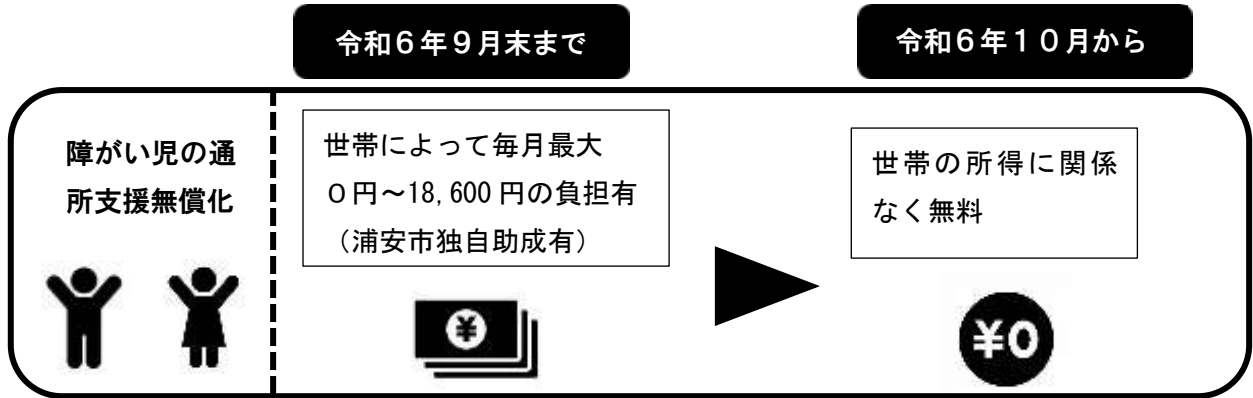 令和６年９月末まで
令和６年１０月から
障がい児の通
所支援無償化
世帯によって毎月最大
０円～18,600円の負担有
（浦安市独自助成有）
世帯の所得に関係
なく無料
¥
¥0